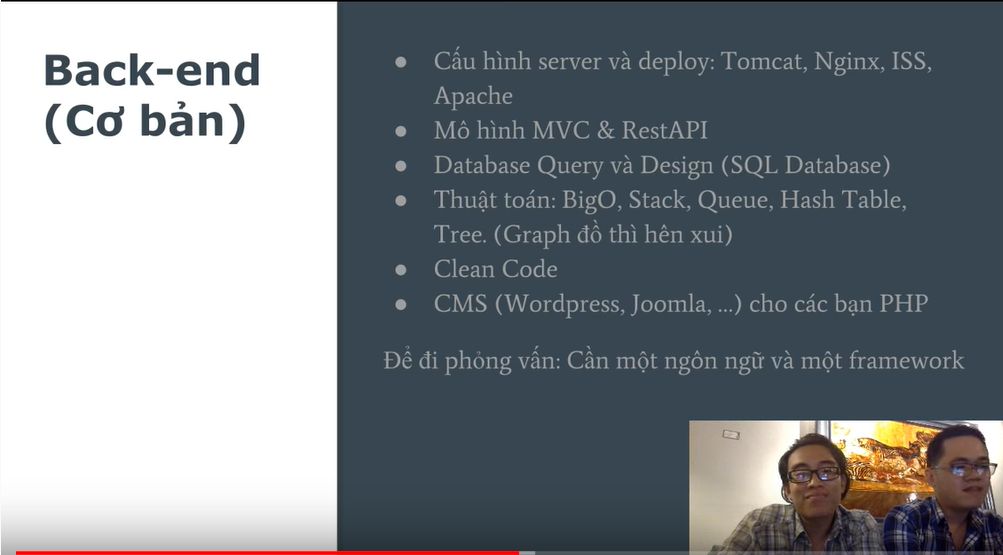 Back-end
(Cơ bản)
● Cấu hình server và deploy: Tomcat, Nginx, ISS,
Apache
● Mô hình MVC & RestAPI
● Database Query và Design (SQL Database)
● Thuật toán: BigO, Stack, Queue, Hash Table,
Tree. (Graph đồ thì hên xui)
● Clean Code
● CMS (Wordpress, Joomla, ...) cho các bạn PHP
Để đi phỏng vấn: Cần một ngôn ngữ và một framework